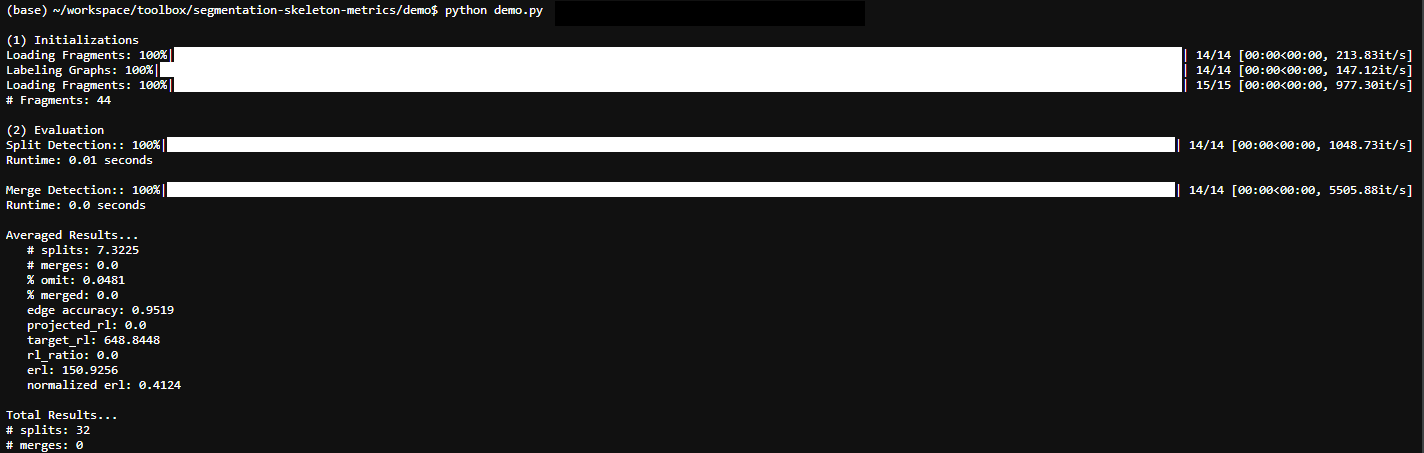 (base) ~/workspace/toolbox/segmentation-skeleton-metrics/demo$ python demo.py
(1) Initializations
Loading Fragments: 100%| | 14/14 [00:00<00:00, 213.83it/s]
Labeling Graphs: 100%| | 14/14 [00:00<00:00, 147.12it/s]
Loading Fragments: 100%| | 15/15 [00:00<00:00, 977.30it/s]
# Fragments: 44
(2) Evaluation
Split Detection:: 100%| | 14/14 [00:00<00:00, 1048.73it/s]
Runtime: 0.01 seconds
Merge Detection:: 100%| | 14/14 [00:00<00:00, 5505.88it/s]
Runtime: 0.0 seconds
Averaged Results...
# splits: 7.3225
# merges: 0.0
% omit: 0.0481
% merged: 0.0
edge accuracy: 0.9519
projected_rl: 0.0
target_rl: 648.8448
rl_ratio: 0.0
erl: 150.9256
normalized erl: 0.4124
Total Results...
# splits: 32
# merges: 0